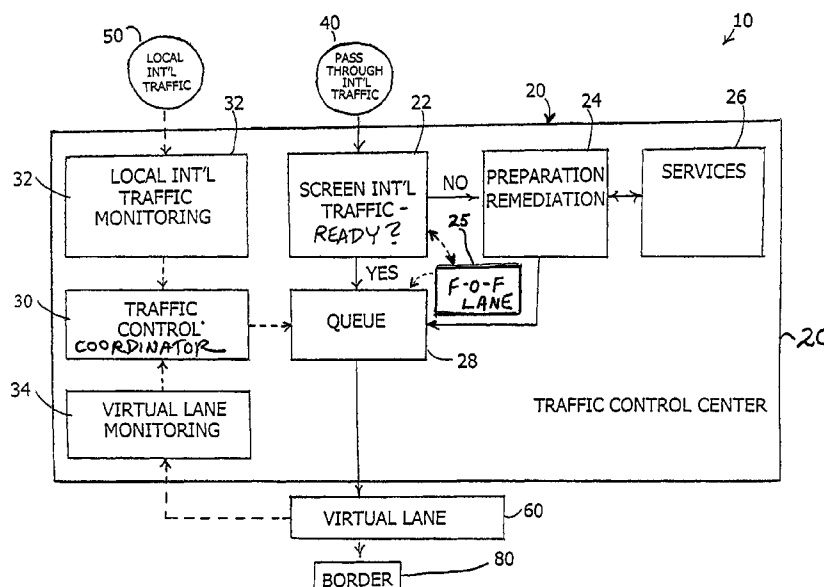 50
LOCAL
INT'L
TRAFFIC
40
PASS
THROUGH
INT'L
TRAFFIC
10
32
22
20
24
26
32
LOCAL INT'L
TRAFFIC
MONITORING
SCREEN INT'L
TRAFFIC-
READY?
NO
PREPARATION
REMEDIATION
SERVICES
25
F-O-F
LANE
YES
30
TRAFFIC
CONTROL
COORDINATOR
QUEUE
28
20
34
VIRTUAL LANE
MONITORING
TRAFFIC CONTROL CENTER
VIRTUAL LANE
60
BORDER
80